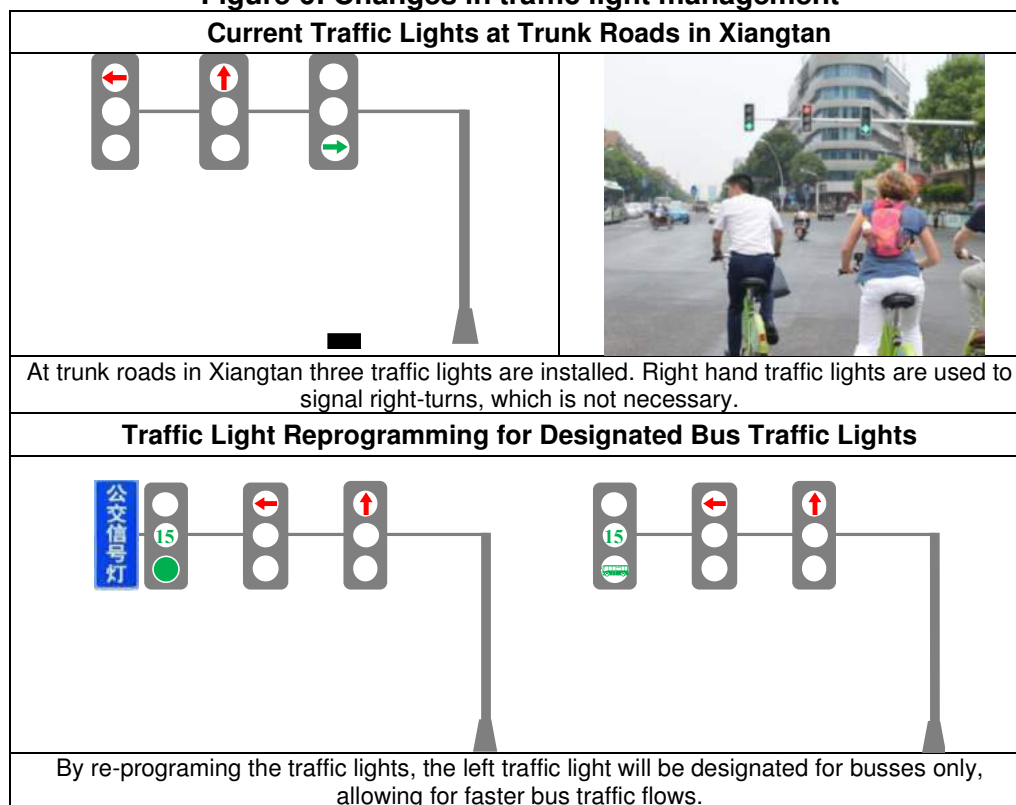 Figure 6: Changes in traffic light management
Current Traffic Lights at Trunk Roads in Xiangtan
At trunk roads in Xiangtan three traffic lights are installed. Right hand traffic lights are used to
signal right-turns, which is not necessary.
Traffic Light Reprogramming for Designated Bus Traffic Lights
公交信号灯
15
15
By re-programing the traffic lights, the left traffic light will be designated for busses only,
allowing for faster bus traffic flows.